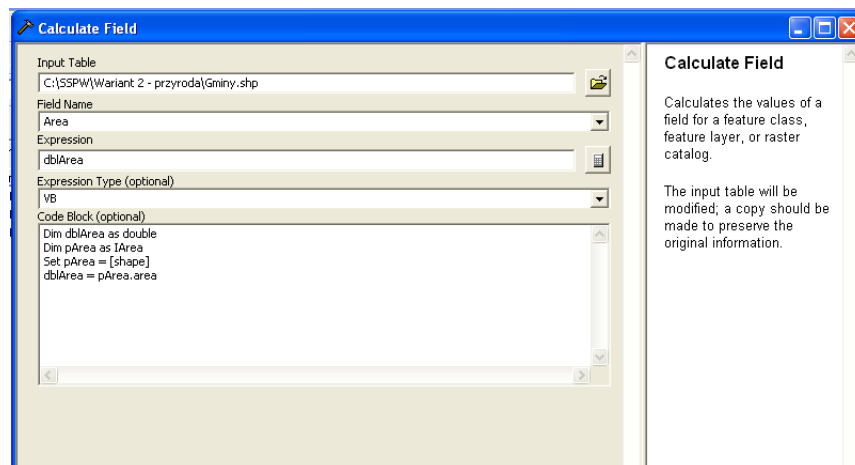 Calculate Field
Input Table
C:\SSPW\Wariant 2 - przyroda\Gminy.shp
Field Name
Area
Expression
dblArea
Expression Type (optional)
VB
Code Block (optional)
Dim dblArea as double
Dim pArea as IArea
Set pArea = [shape]
dblArea = pArea.area
Calculate Field
Calculates the values of a
field for a feature class,
feature layer, or raster
catalog.
The input table will be
modified; a copy should be
made to preserve the
original information.